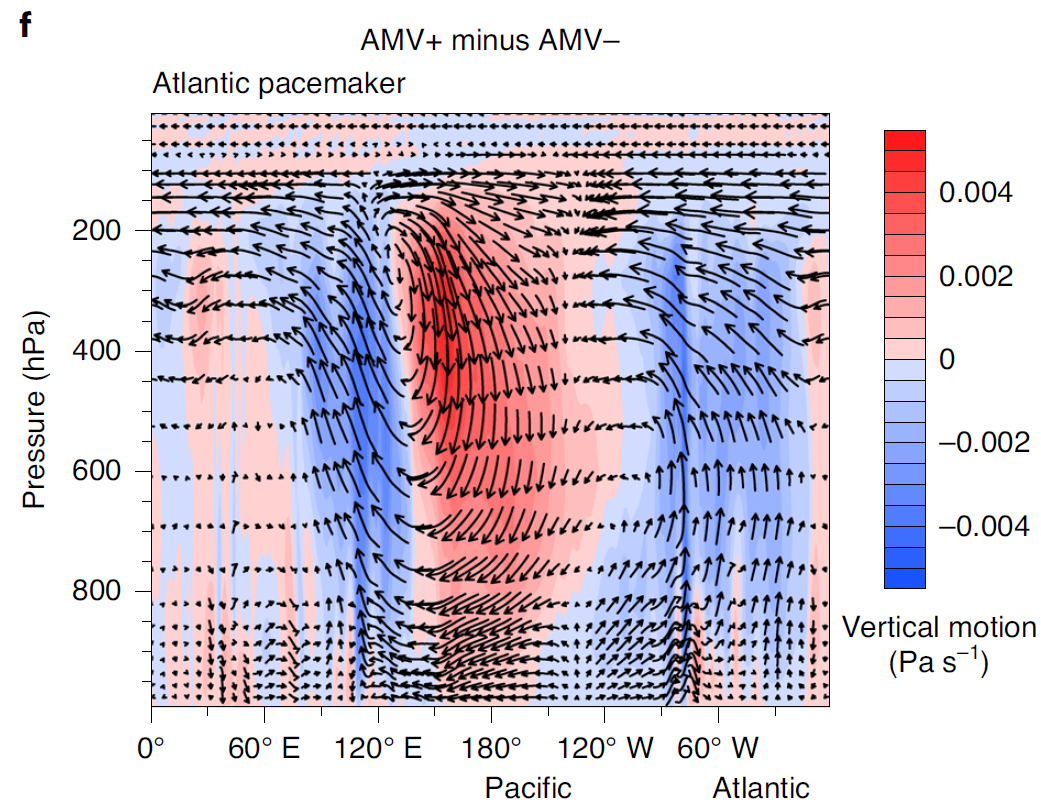 f
AMV+ minus AMV–
Atlantic pacemaker
Pressure (hPa)
200
400
600
800
0°
60° E
120° E
180°
120° W
60° W
Pacific
Atlantic
0.004
0.002
0
–0.002
–0.004
Vertical motion
(Pa s⁻¹)